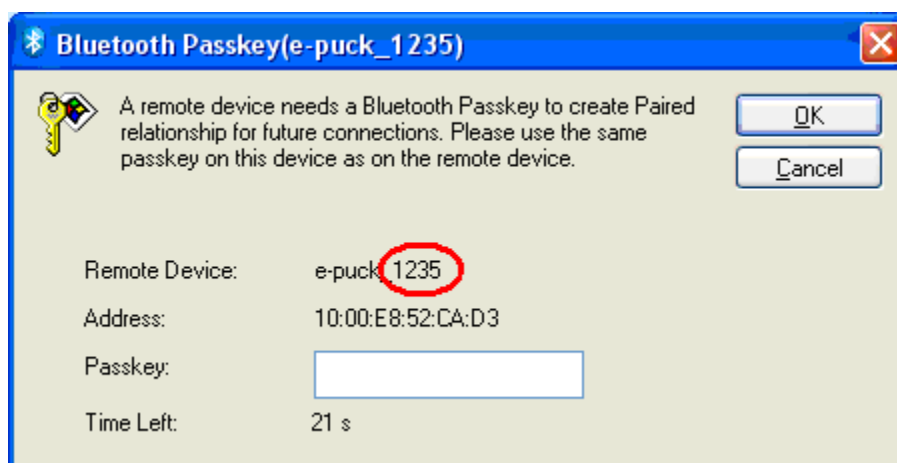 Bluetooth Passkey(e-puck_1235)
A remote device needs a Bluetooth Passkey to create Paired
relationship for future connections. Please use the same
passkey on this device as on the remote device.
OK
Cancel
Remote Device: e-puck_1235
Address: 10:00:E8:52:CA:D3
Passkey:
Time Left: 21 s